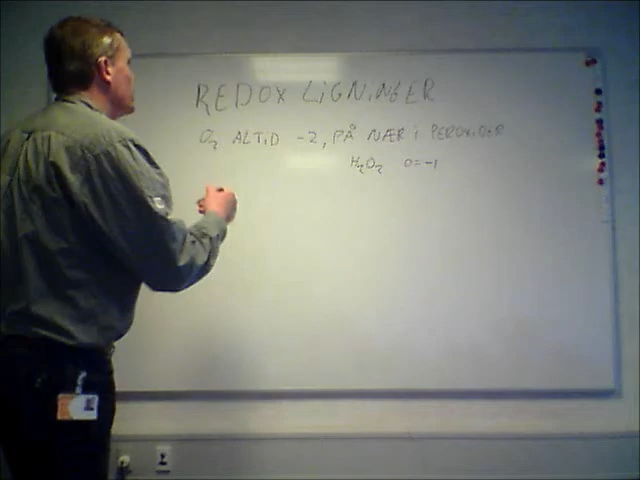 REDOX LIGNINGER
O₂ ALTID -2, PÅ NÆR I PEROXIDER
H₂O₂ O=-1